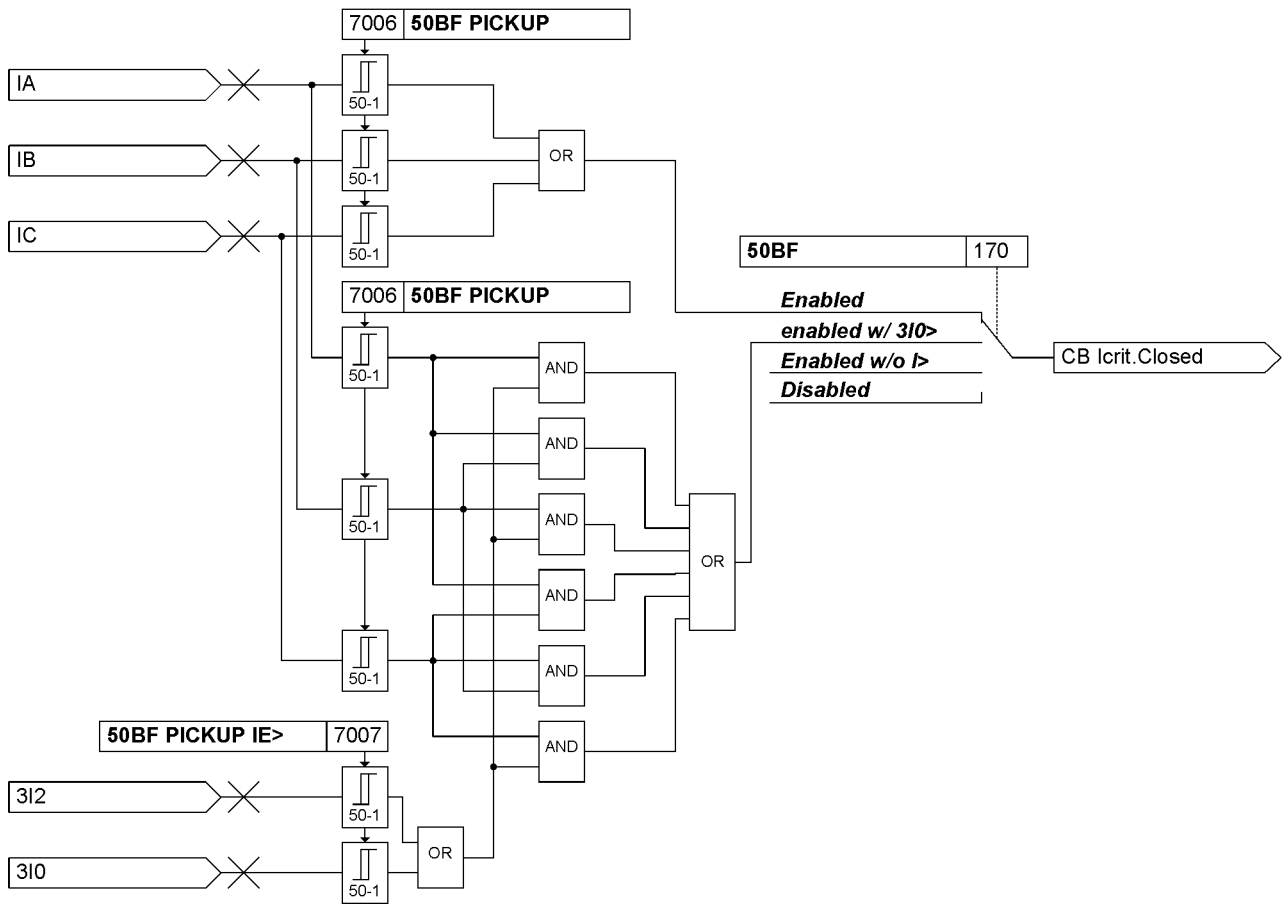 7006 50BF PICKUP
IA
50-1
IB
50-1
OR
IC
50-1
50BF 170
7006 50BF PICKUP
Enabled
enabled w/ 3I0>
50-1
AND
Enabled w/o I>
CB Icrit.Closed
Disabled
AND
50-1
AND
OR
AND
50-1
AND
50BF PICKUP IE> 7007
AND
3I2
50-1
OR
3I0
50-1